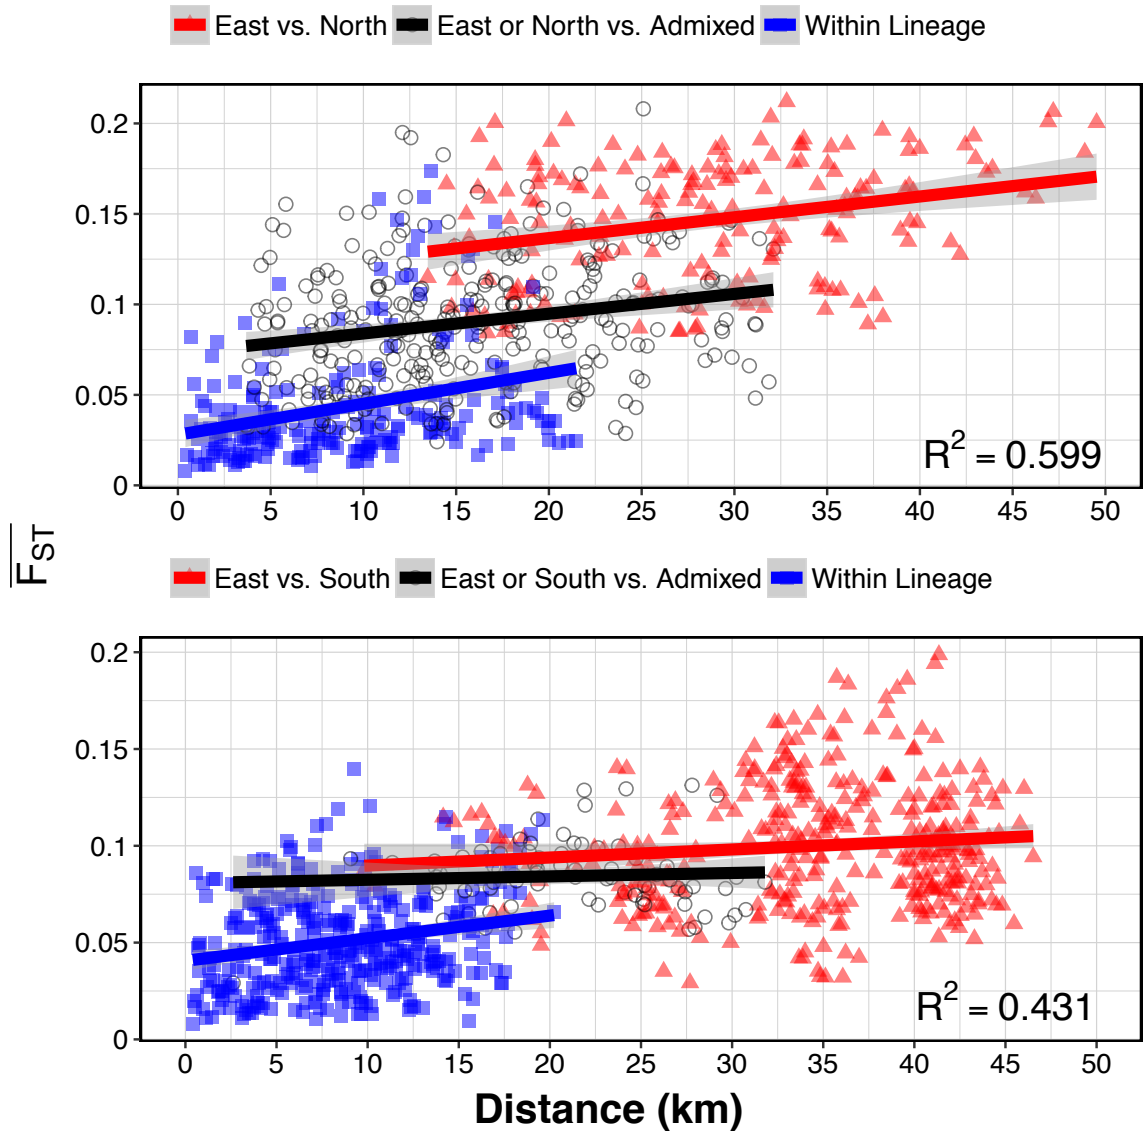 East vs. North East or North vs. Admixed Within Lineage
0.2
0.15
0.1
0.05
0
R² = 0.599
0 5 10 15 20 25 30 35 40 45 50
F_ST
East vs. South East or South vs. Admixed Within Lineage
0.2
0.15
0.1
0.05
0
R² = 0.431
0 5 10 15 20 25 30 35 40 45 50
Distance (km)